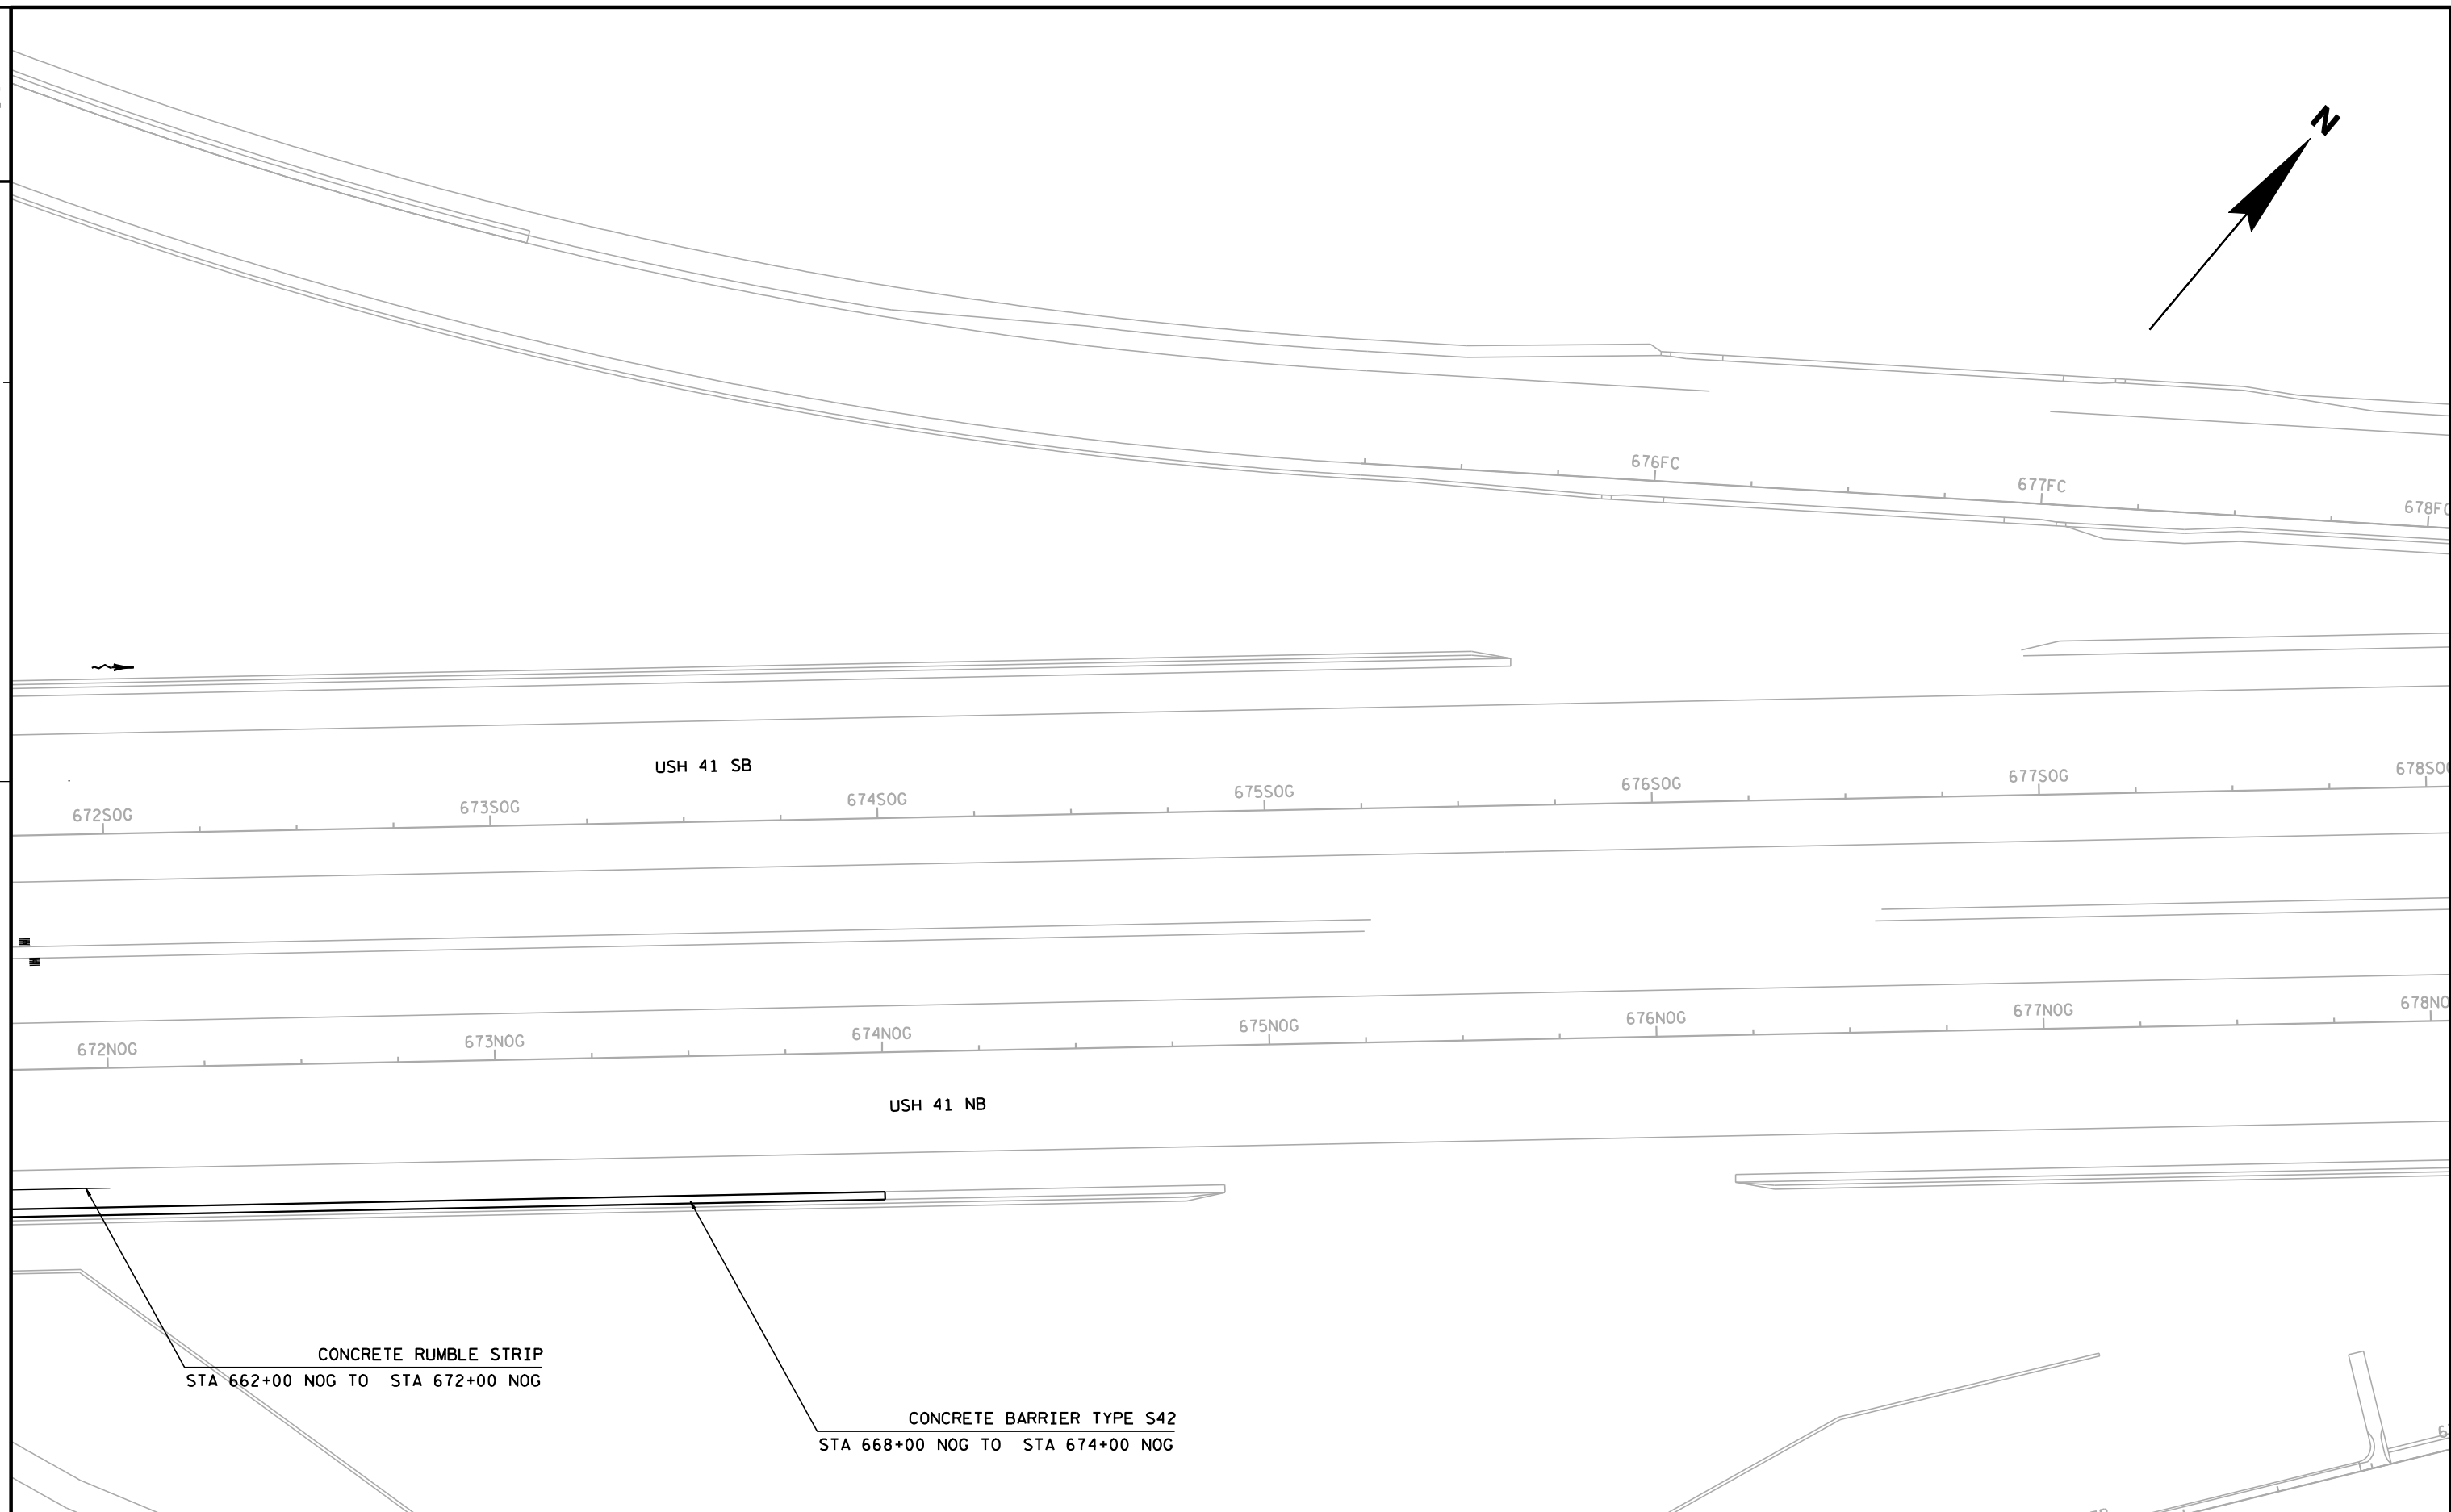 N
676FC
677FC
678FC
USH 41 SB
672SOG
673SOG
674SOG
675SOG
676SOG
677SOG
678SO
672NOG
673NOG
674NOG
675NOG
676NOG
677NOG
678NO
USH 41 NB
CONCRETE RUMBLE STRIP
STA 662+00 NOG TO STA 672+00 NOG
CONCRETE BARRIER TYPE S42
STA 668+00 NOG TO STA 674+00 NOG